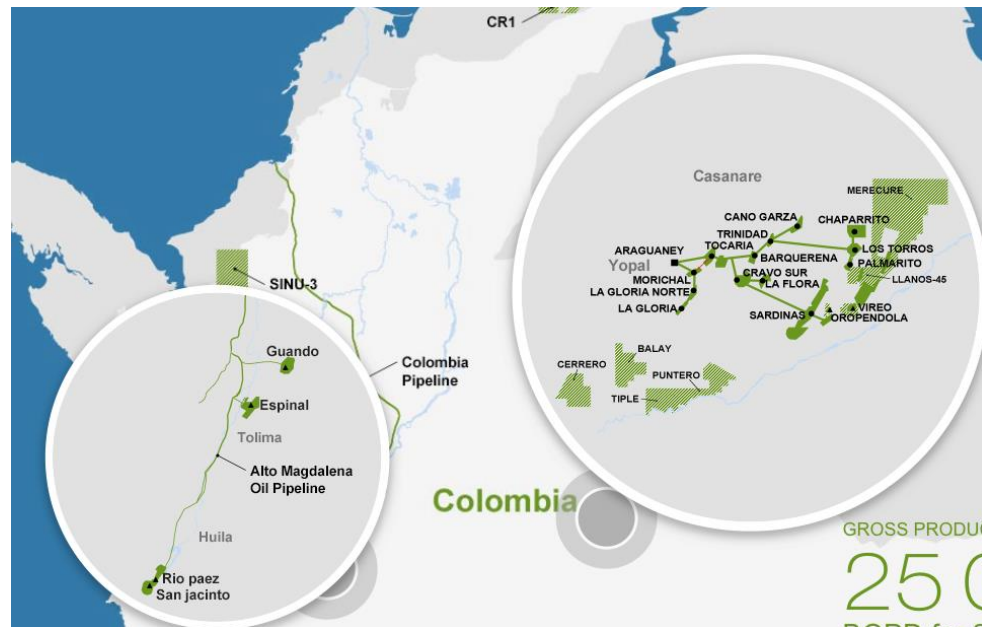 CR1
SINU-3
Guando
Espinal
Tolima
Alto Magdalena
Oil Pipeline
Huila
Rio paez
San jacinto
Colombia
Pipeline
Colombia
Casanare
MERECURE
CANO GARZA
CHAPARRITO
TRINIDAD
TOCARIA
LOS TORROS
ARAGUANEY
BARQUERENA
PALMARITO
Yopal
MORICHAL
CRAVO SUR
LA FLORA
LLANOS-45
LA GLORIA NORTE
LA GLORIA
SARDINAS
VIREO
OROPENDOLA
BALAY
CERRERO
PUNTERO
TIPLE
GROSS
25